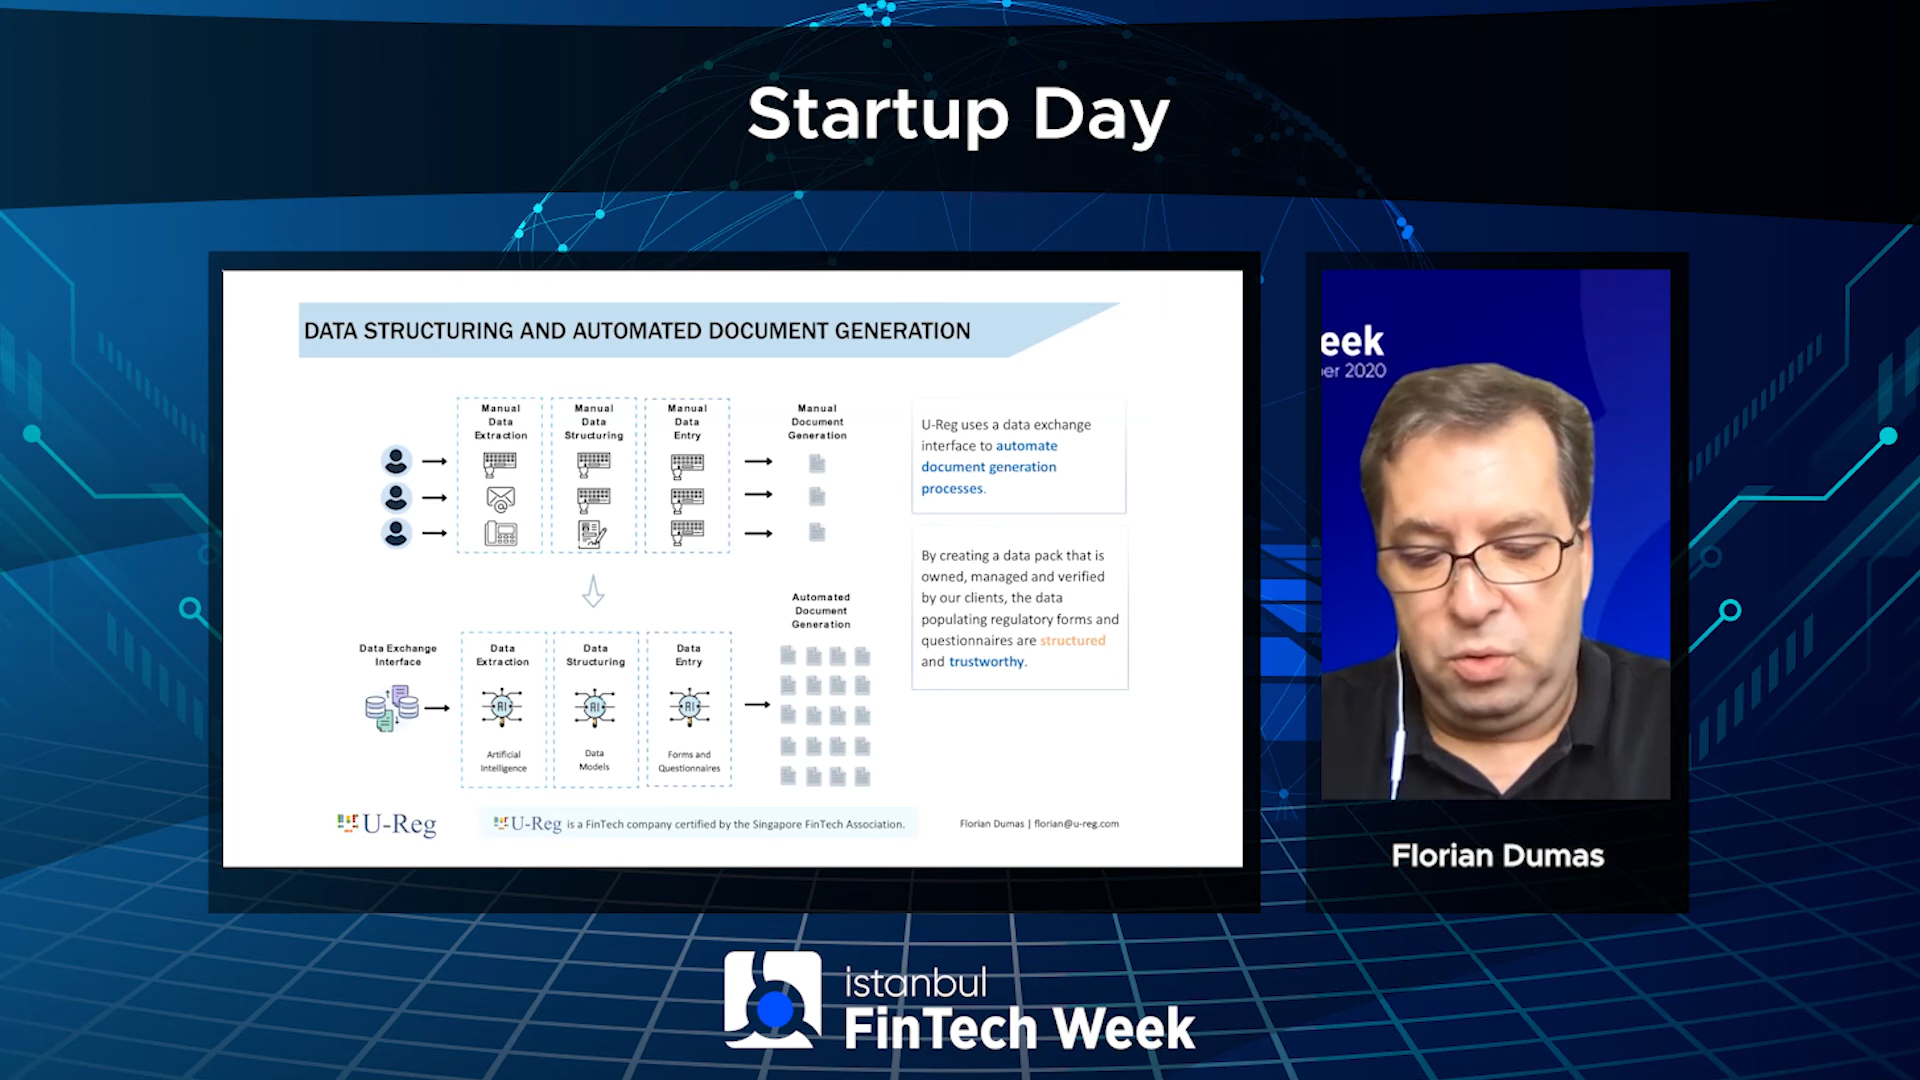 Startup Day
DATA STRUCTURING AND AUTOMATED DOCUMENT GENERATION
Manual
Data
Extraction
Manual
Data
Structuring
Manual
Data
Entry
Manual
Document
Generation
U-Reg uses a data exchange
interface to automate
document generation
processes.
By creating a data pack that is
owned, managed and verified
by our clients, the data
populating regulatory forms and
questionnaires are structured
and trustworthy.
Automated
Document
Generation
Data Exchange
Interface
Data
Extraction
Data
Structuring
Data
Entry
AI
AI
AI
Artificial
Intelligence
Data
Models
Forms and
Questionnaires
U-Reg
U-Reg is a FinTech company certified by the Singapore FinTech Association.
Florian Dumas | florian@u-reg.com
eek
er 2020
Florian Dumas
istanbul
FinTech Week